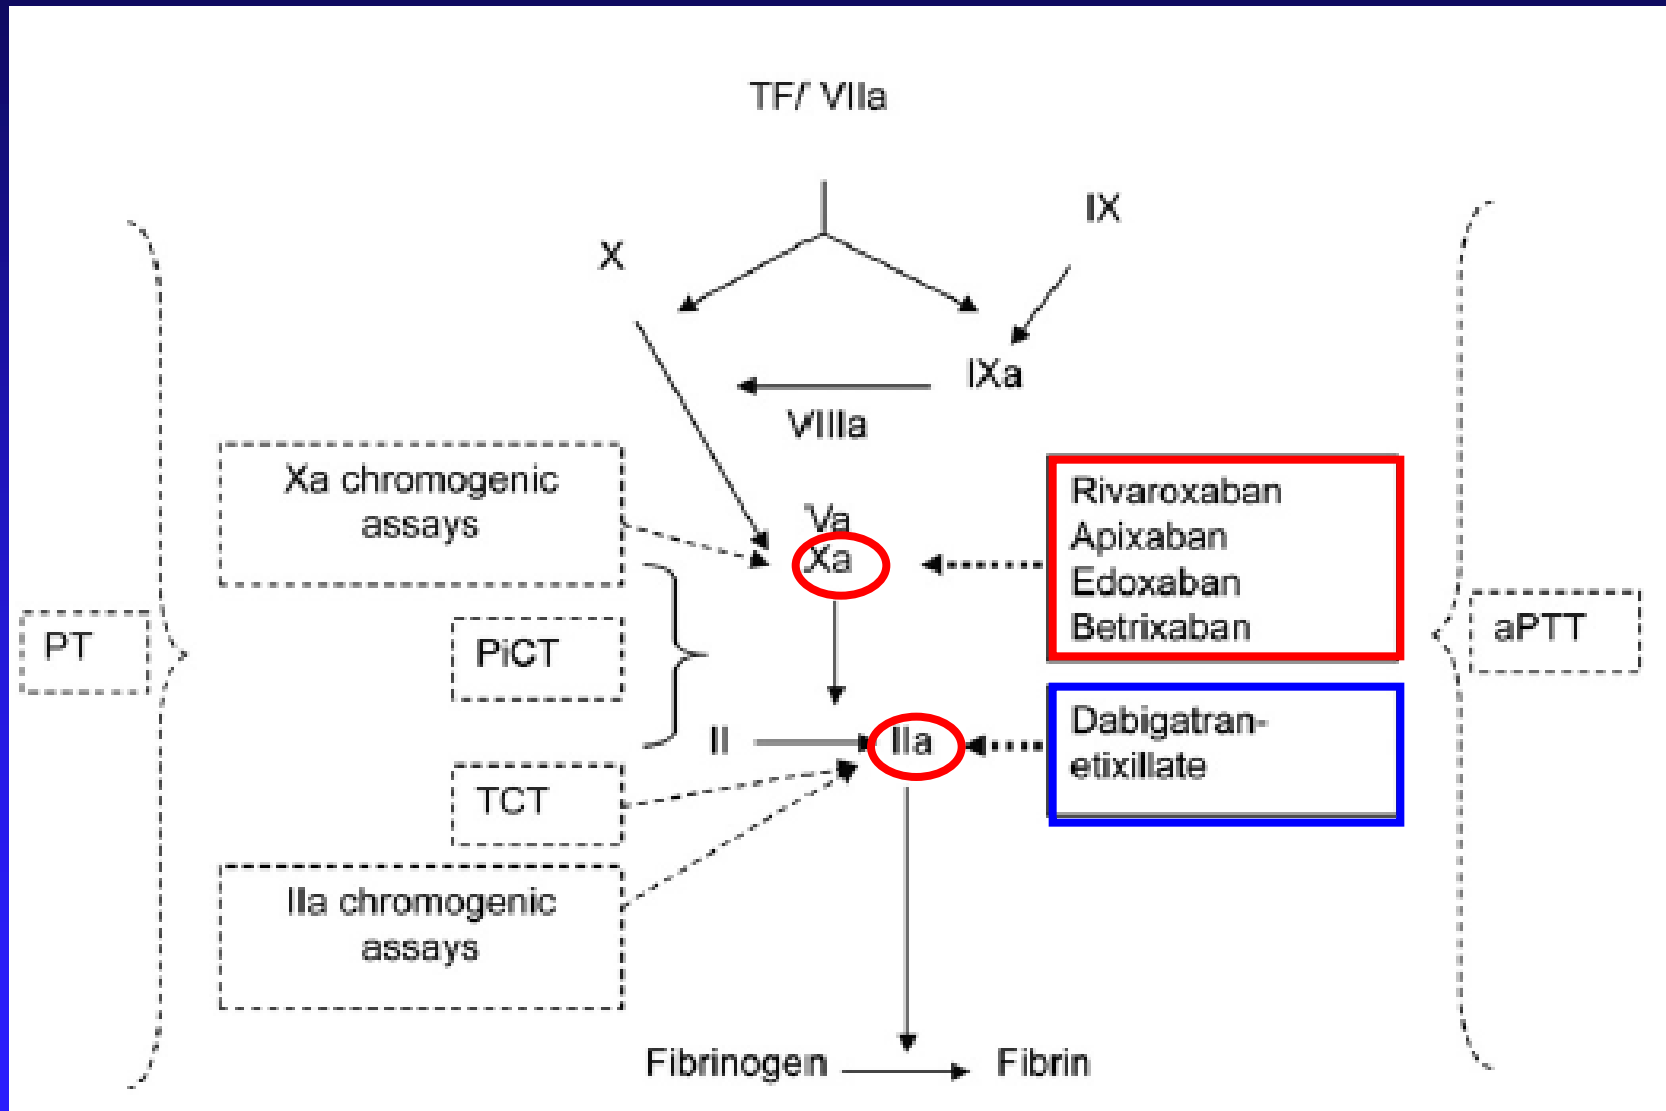 TF/ VIIa
IX
X
IXa
VIIIa
Xa chromogenic
assays
Va
Xa
Rivaroxaban
Apixaban
Edoxaban
Betrixaban
PT
PiCT
aPTT
II
IIa
Dabigatran-
etixillate
TCT
IIa chromogenic
assays
Fibrinogen
Fibrin